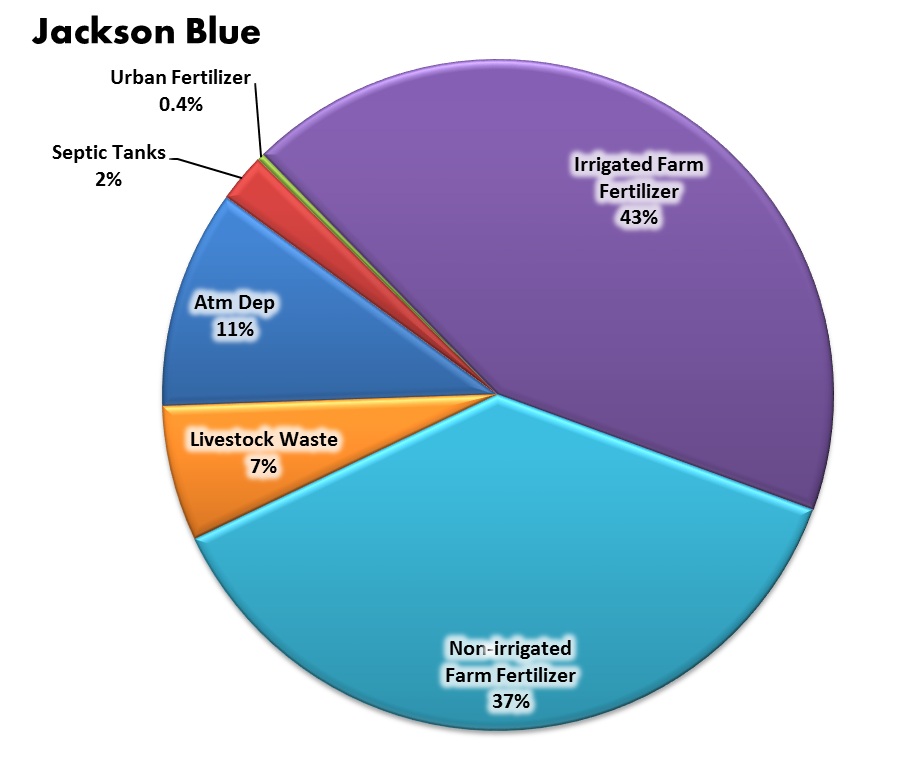 Jackson Blue
Urban Fertilizer
0.4%
Septic Tanks
2%
Irrigated Farm
Fertilizer
43%
Atm Dep
11%
Livestock Waste
7%
Non-irrigated
Farm Fertilizer
37%